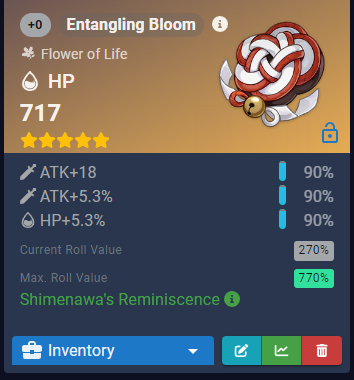 +0 Entangling Bloom
Flower of Life
HP
717
ATK+18 90%
ATK+5.3% 90%
HP+5.3% 90%
Current Roll Value 270%
Max. Roll Value 770%
Shimenawa's Reminiscence
Inventory